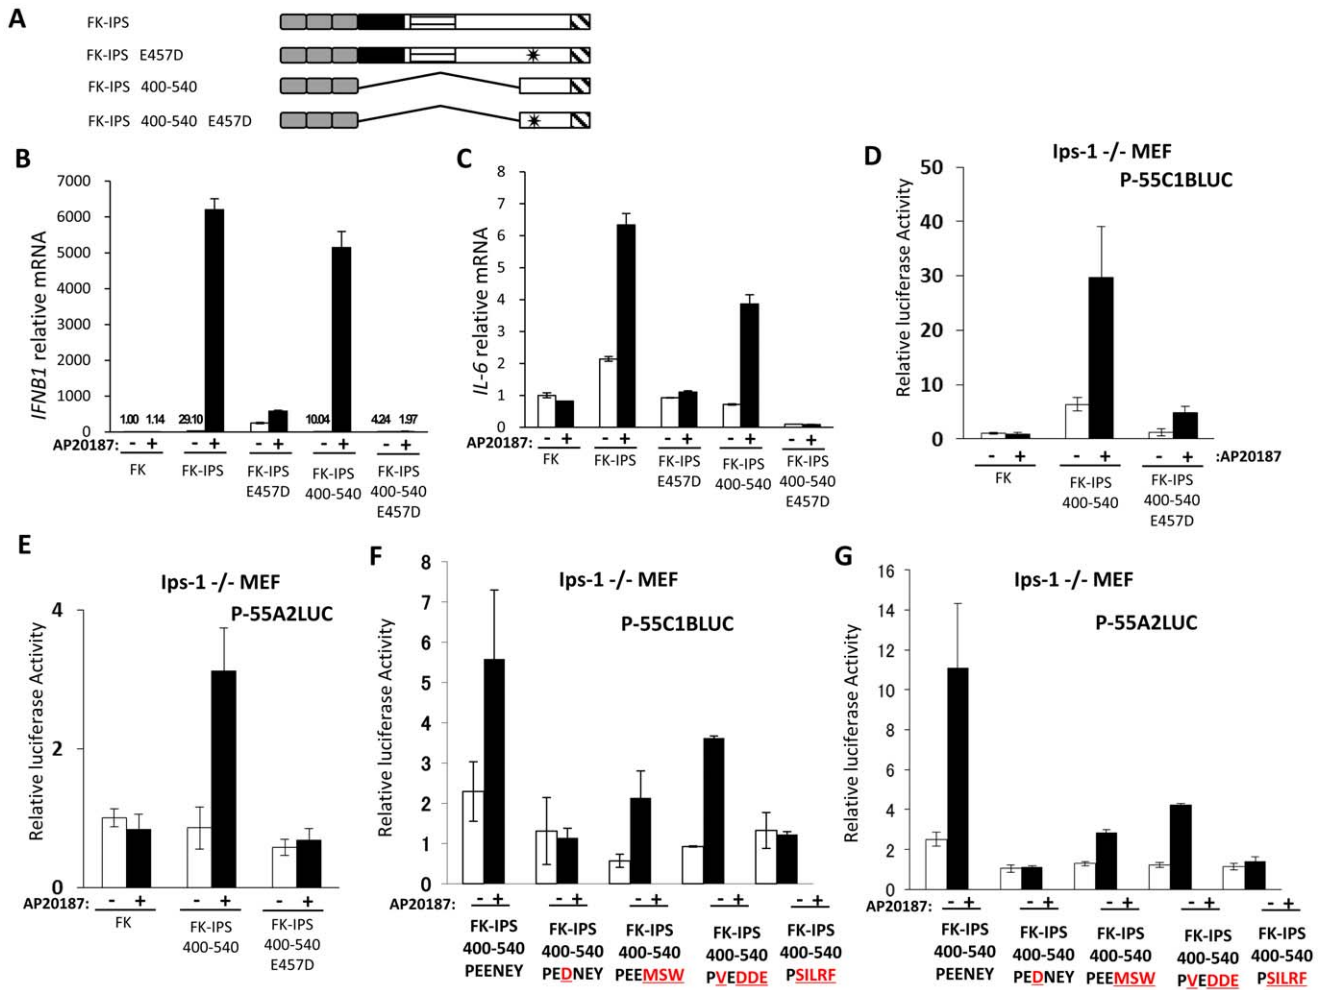 A
FK-IPS
FK-IPS E457D
FK-IPS 400-540
FK-IPS 400-540 E457D
B
IFNB1 relative mRNA
7000
6000
5000
4000
3000
2000
1000
0
1.00 1.14 29.10 10.04 4.24 1.97
AP20187: - + - + - + - + - +
FK FK-IPS FK-IPS E457D FK-IPS 400-540 FK-IPS 400-540 E457D
C
IL-6 relative mRNA
8
7
6
5
4
3
2
1
0
- + - + - + - + - +
FK FK-IPS FK-IPS E457D FK-IPS 400-540 FK-IPS 400-540 E457D
D
Ips-1 -/- MEF
P-55C1BLUC
Relative luciferase Activity
50
40
30
20
10
0
- + - + - + :AP20187
FK FK-IPS 400-540 FK-IPS 400-540 E457D
E
Ips-1 -/- MEF
P-55A2LUC
Relative luciferase Activity
4
2
0
AP20187: - + - + - +
FK FK-IPS 400-540 FK-IPS 400-540 E457D
F
Ips-1 -/- MEF
P-55C1BLUC
Relative luciferase Activity
8
7
6
5
4
3
2
1
0
AP20187: - + - + - + - + - +
FK-IPS FK-IPS FK-IPS FK-IPS FK-IPS
400-540 400-540 400-540 400-540 400-540
PEENEY PEDNEY PEEMSW PVEDDE PSILRF
G
Ips-1 -/- MEF
P-55A2LUC
Relative luciferase Activity
16
14
12
10
8
6
4
2
0
AP20187: - + - + - + - + - +
FK-IPS FK-IPS FK-IPS FK-IPS FK-IPS
400-540 400-540 400-540 400-540 400-540
PEENEY PEDNEY PEEMSW PVEDDE PSILRF